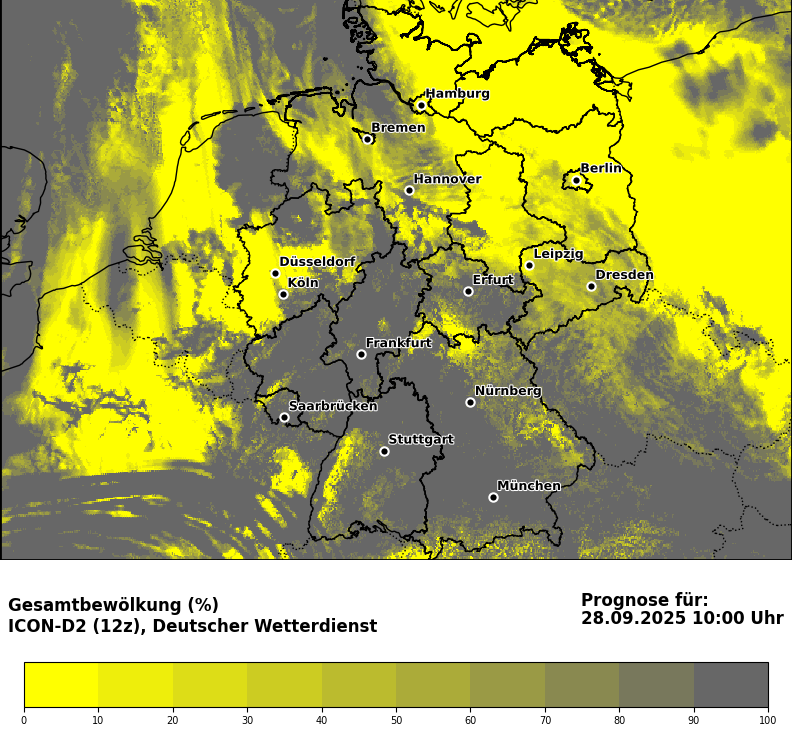 Hamburg
Bremen
Berlin
Hannover
Leipzig
Düsseldorf
Dresden
Köln
Erfurt
Frankfurt
Nürnberg
Saarbrücken
Stuttgart
München
Gesamtbewölkung (%)
ICON-D2 (12z), Deutscher Wetterdienst
Prognose für:
28.09.2025 10:00 Uhr
0 10 20 30 40 50 60 70 80 90 100